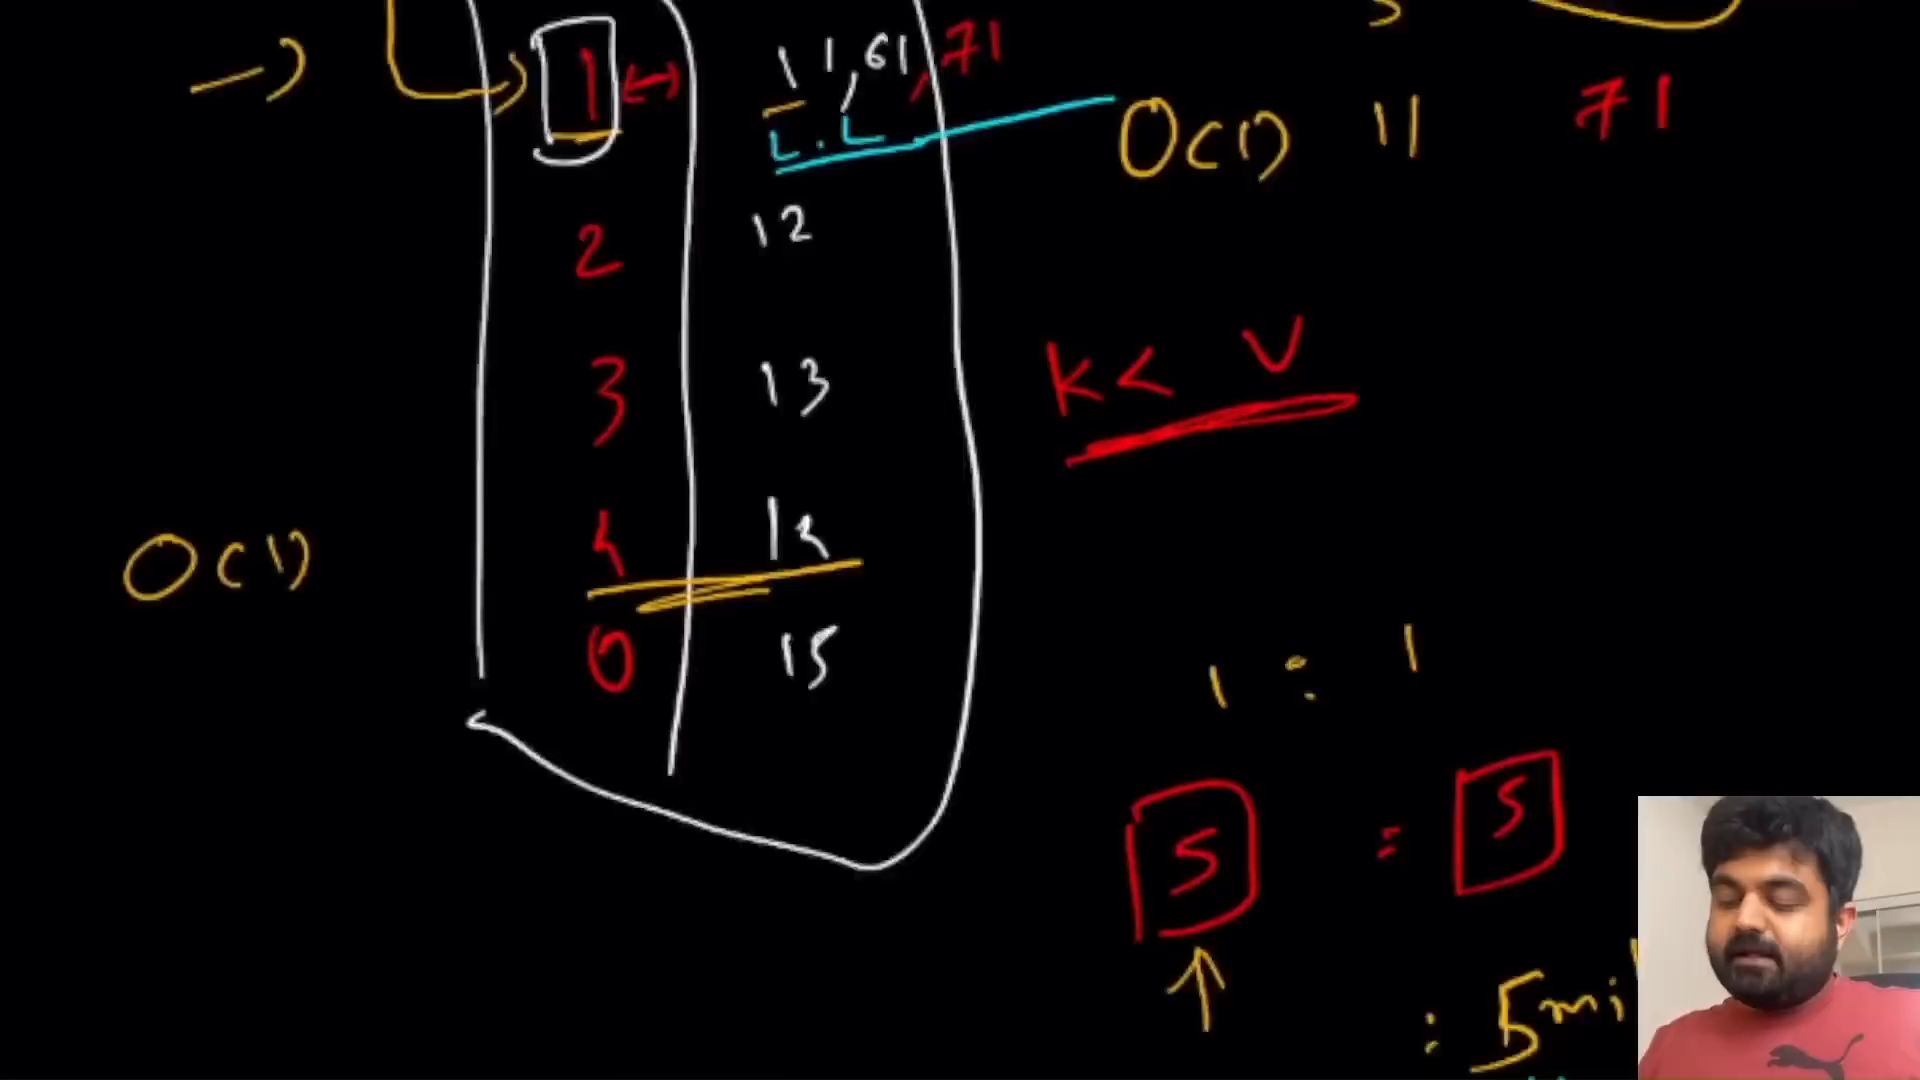 1 ↔ 11, 61, 71
L.L
O(1) 11 71
2 12
3 13
K < V
4 14
O(1)
0 15
1 : 1
5 : 5
: 5mi